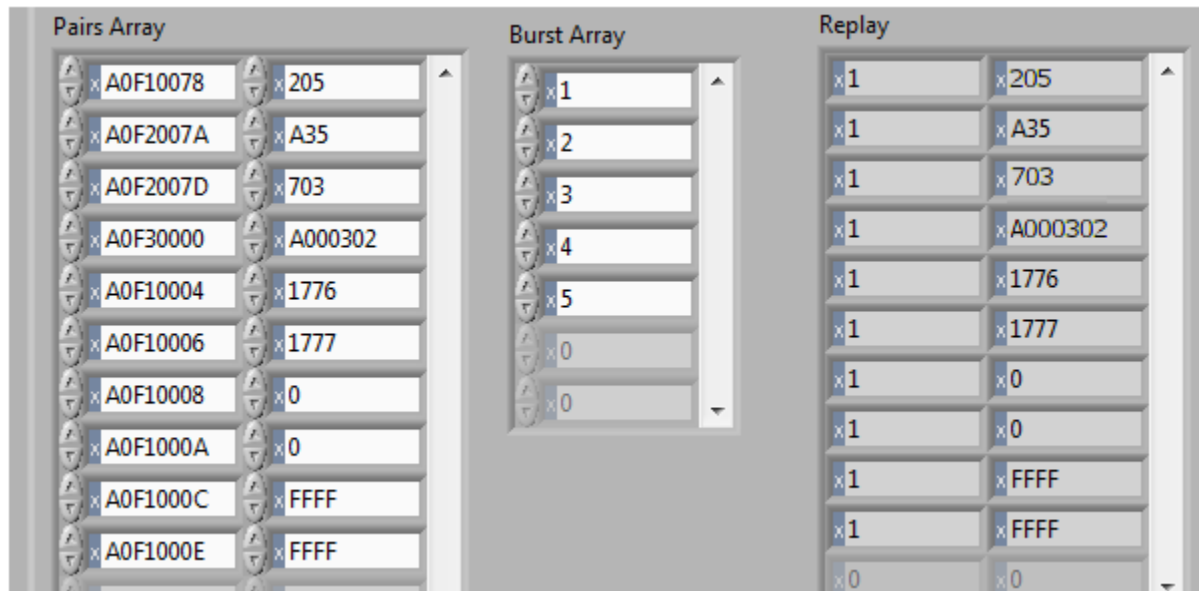 Pairs Array
x A0F10078 x 205
x A0F2007A x A35
x A0F2007D x 703
x A0F30000 x A000302
x A0F10004 x 1776
x A0F10006 x 1777
x A0F10008 x 0
x A0F1000A x 0
x A0F1000C x FFFF
x A0F1000E x FFFF
Burst Array
x 1
x 2
x 3
x 4
x 5
x 0
x 0
Replay
x 1 x 205
x 1 x A35
x 1 x 703
x 1 x A000302
x 1 x 1776
x 1 x 1777
x 1 x 0
x 1 x 0
x 1 x FFFF
x 1 x FFFF
x 0 x 0